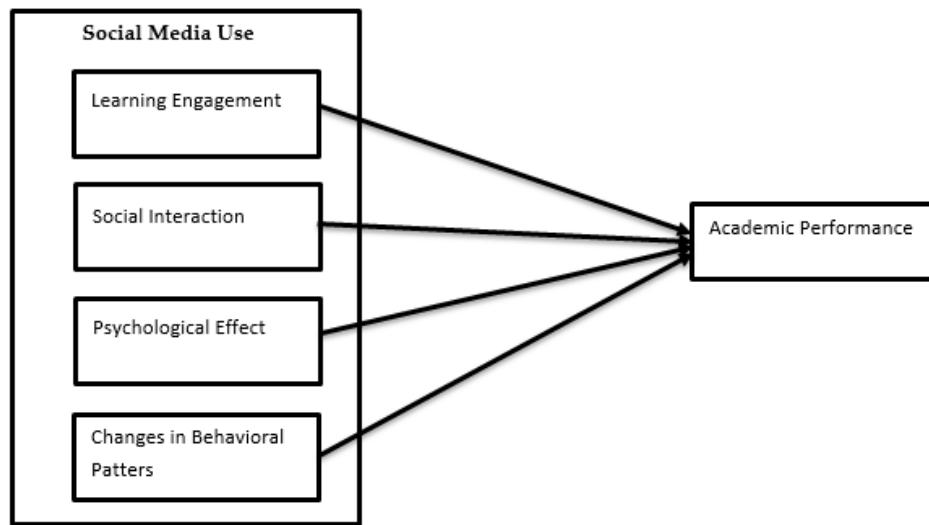 Social Media Use
Learning Engagement
Social Interaction
Psychological Effect
Changes in Behavioral
Patters
Academic Performance